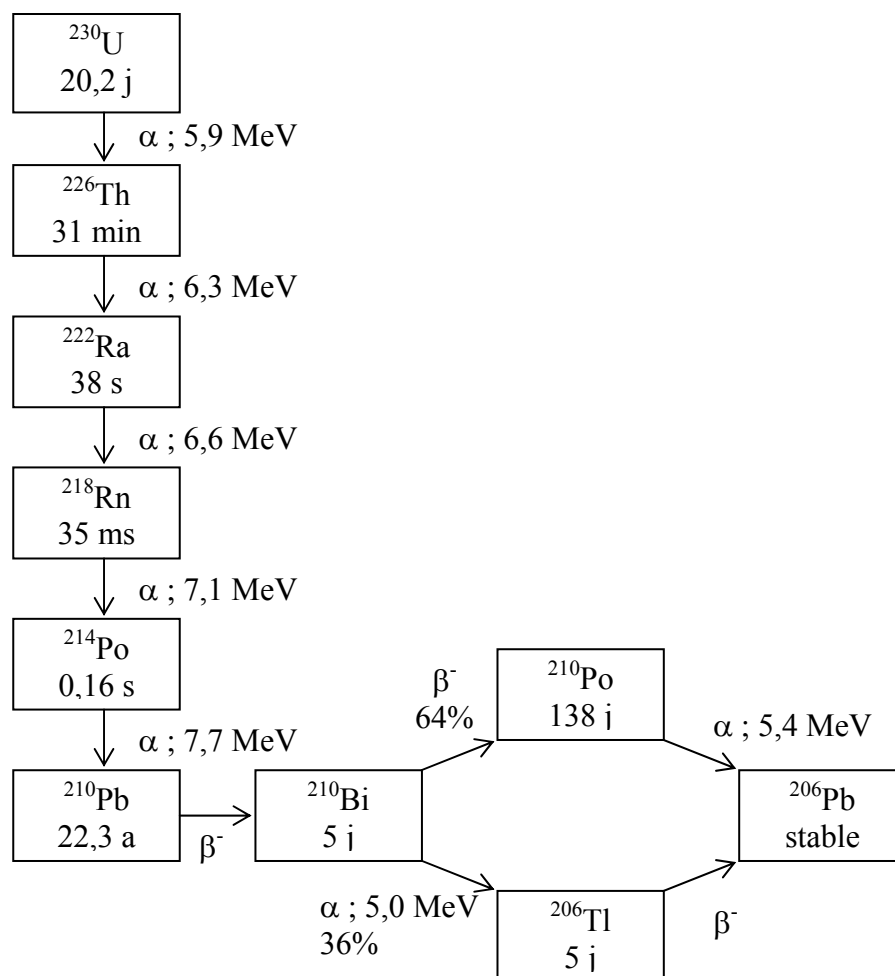 ²³⁰U
20,2 j
α ; 5,9 MeV
²²⁶Th
31 min
α ; 6,3 MeV
²²²Ra
38 s
α ; 6,6 MeV
²¹⁸Rn
35 ms
α ; 7,1 MeV
²¹⁴Po
0,16 s
α ; 7,7 MeV
²¹⁰Pb
22,3 a
β⁻
²¹⁰Bi
5 j
β⁻
64%
²¹⁰Po
138 j
α ; 5,4 MeV
α ; 5,0 MeV
36%
²⁰⁶Tl
5 j
β⁻
²⁰⁶Pb
stable